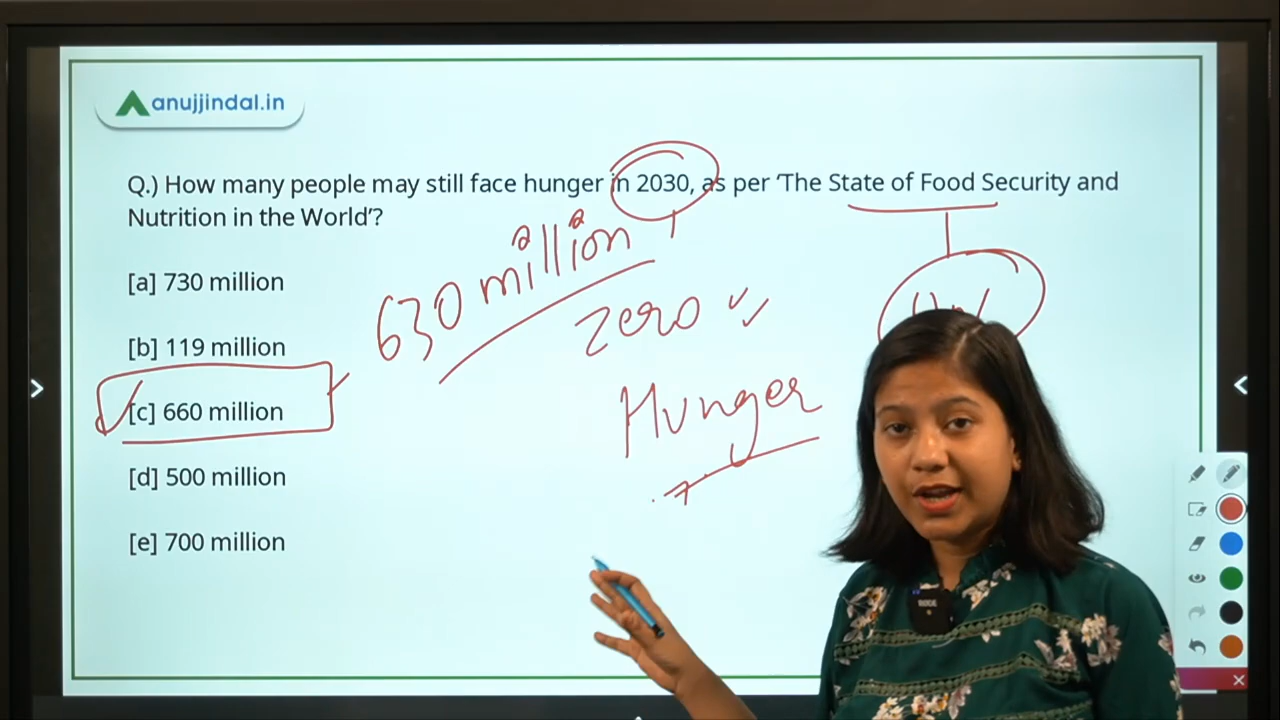 anujjindal.in
Q.) How many people may still face hunger in 2030, as per ‘The State of Food Security and
Nutrition in the World’?
[a] 730 million
[b] 119 million
[c] 660 million
[d] 500 million
[e] 700 million
630 million
Zero
Hunger